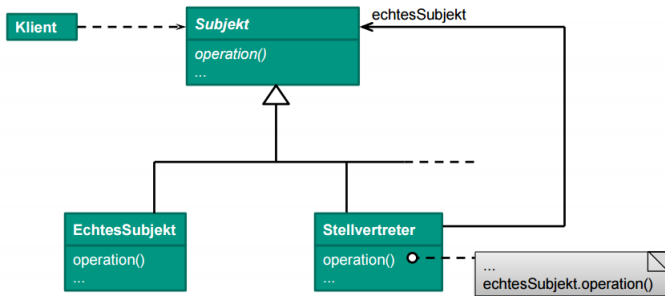 Klient
Subjekt
operation()
...
echtesSubjekt
EchtesSubjekt
operation()
...
Stellvertreter
operation()
...
...
echtesSubjekt.operation()